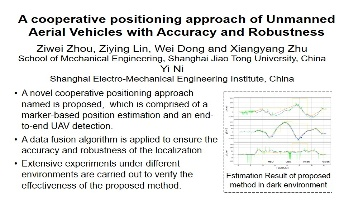 A cooperative positioning approach of Unmanned
Aerial Vehicles with Accuracy and Robustness
Ziwei Zhou, Ziying Lin, Wei Dong and Xiangyang Zhu
School of Mechanical Engineering, Shanghai Jiao Tong University, China
Yi Ni
Shanghai Electro-Mechanical Engineering Institute, China
• A novel cooperative positioning approach
named is proposed, which is comprised of a
marker-based position estimation and an end-
to-end UAV detection.
• A data fusion algorithm is applied to ensure the
accuracy and robustness of the localization
• Extensive experiments under different
environments are carried out to verify the
effectiveness of the proposed method.
Estimation Result of proposed
method in dark environment